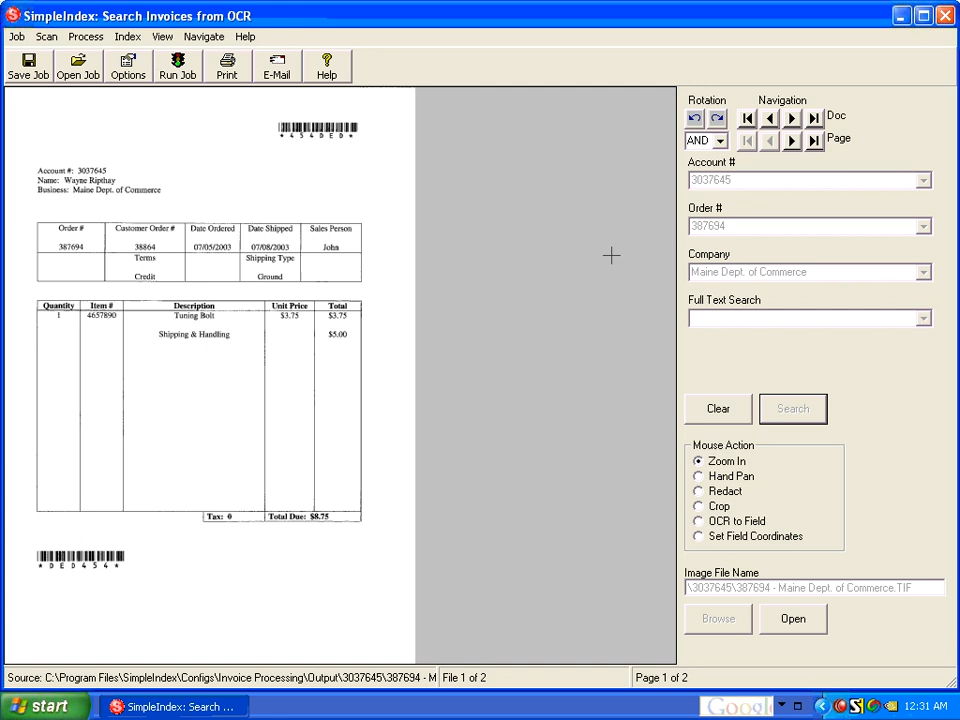 SimpleIndex: Search Invoices from OCR
Job Scan Process Index View Navigate Help
Save Job Open Job Options Run Job Print E-Mail Help
*454DED*
Account #: 3037645
Name: Wayne Ripthay
Business: Maine Dept. of Commerce
Order # Customer Order # Date Ordered Date Shipped Sales Person
387694 38864 07/05/2003 07/08/2003 John
Terms Shipping Type
Credit Ground
Quantity Item # Description Unit Price Total
1 4657890 Tuning Bolt $3.75 $3.75
Shipping & Handling $5.00
Tax: 0 Total Due: $8.75
*DED454*
Rotation Navigation
Doc
AND Page
Account #
3037645
Order #
387694
Company
Maine Dept. of Commerce
Full Text Search
Clear Search
Mouse Action
Zoom In
Hand Pan
Redact
Crop
OCR to Field
Set Field Coordinates
Image File Name
\3037645\387694 - Maine Dept. of Commerce.TIF
Browse Open
Source: C:\Program Files\SimpleIndex\Configs\Invoice Processing\Output\3037645\387694 - M File 1 of 2 Page 1 of 2
start SimpleIndex: Search ... Google 12:31 AM